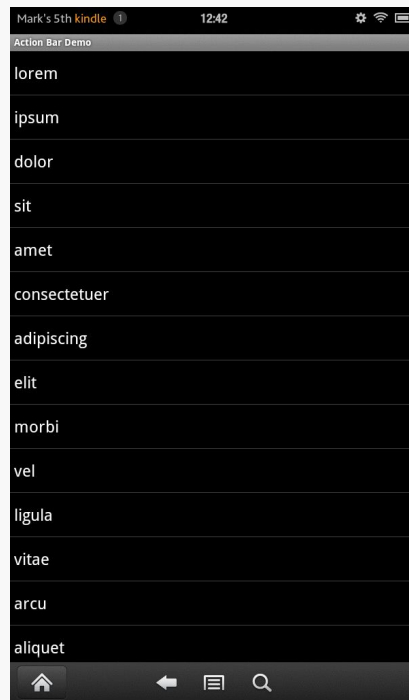 Mark's 5th kindle 1 12:42
Action Bar Demo
lorem
ipsum
dolor
sit
amet
consectetuer
adipiscing
elit
morbi
vel
ligula
vitae
arcu
aliquet